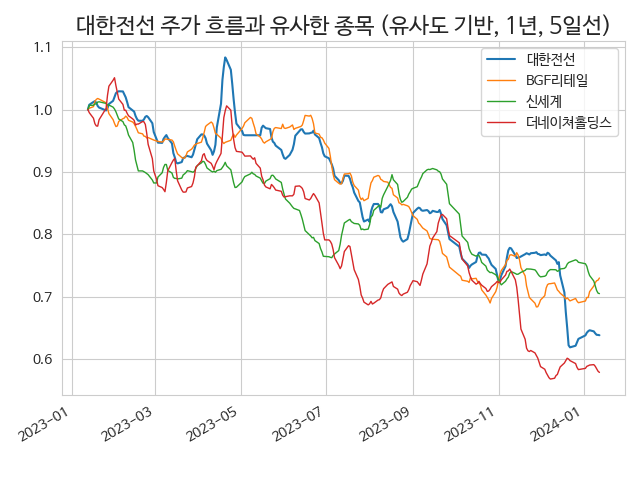 대한전선 주가 흐름과 유사한 종목 (유사도 기반, 1년, 5일선)
대한전선
BGF리테일
신세계
더네이쳐홀딩스
1.1
1.0
0.9
0.8
0.7
0.6
2023-01
2023-03
2023-05
2023-07
2023-09
2023-11
2024-01